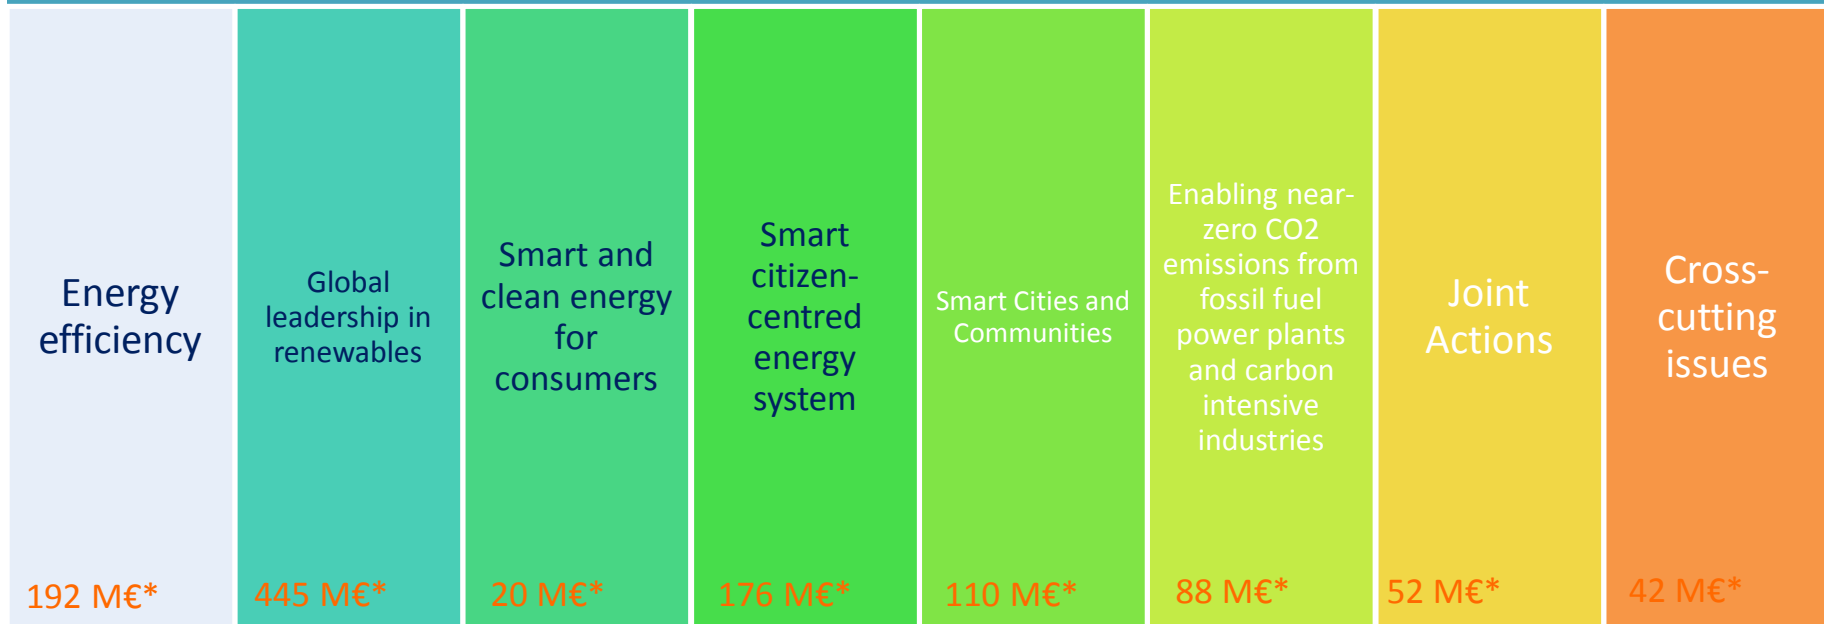 Energy
efficiency
192 M€*
Global
leadership in
renewables
445 M€*
Smart and
clean energy
for
consumers
20 M€*
Smart
citizen-
centred
energy
system
176 M€*
Smart Cities and
Communities
110 M€*
Enabling near-
zero CO2
emissions from
fossil fuel
power plants
and carbon
intensive
industries
88 M€*
Joint
Actions
52 M€*
Cross-
cutting
issues
42 M€*